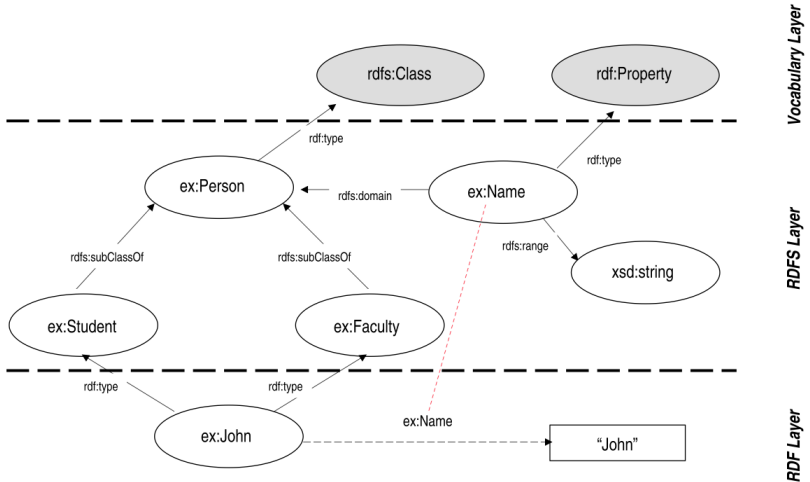 rdfs:Class
rdf:Property
Vocabulary Layer
rdf:type
rdf:type
ex:Person
rdfs:domain
ex:Name
rdfs:subClassOf
rdfs:subClassOf
rdfs:range
xsd:string
RDFS Layer
ex:Student
ex:Faculty
rdf:type
rdf:type
ex:Name
ex:John
“John”
RDF Layer